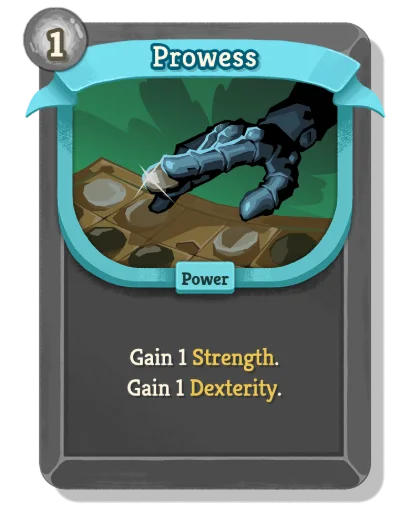 1
Prowess
Power
Gain 1 Strength.
Gain 1 Dexterity.